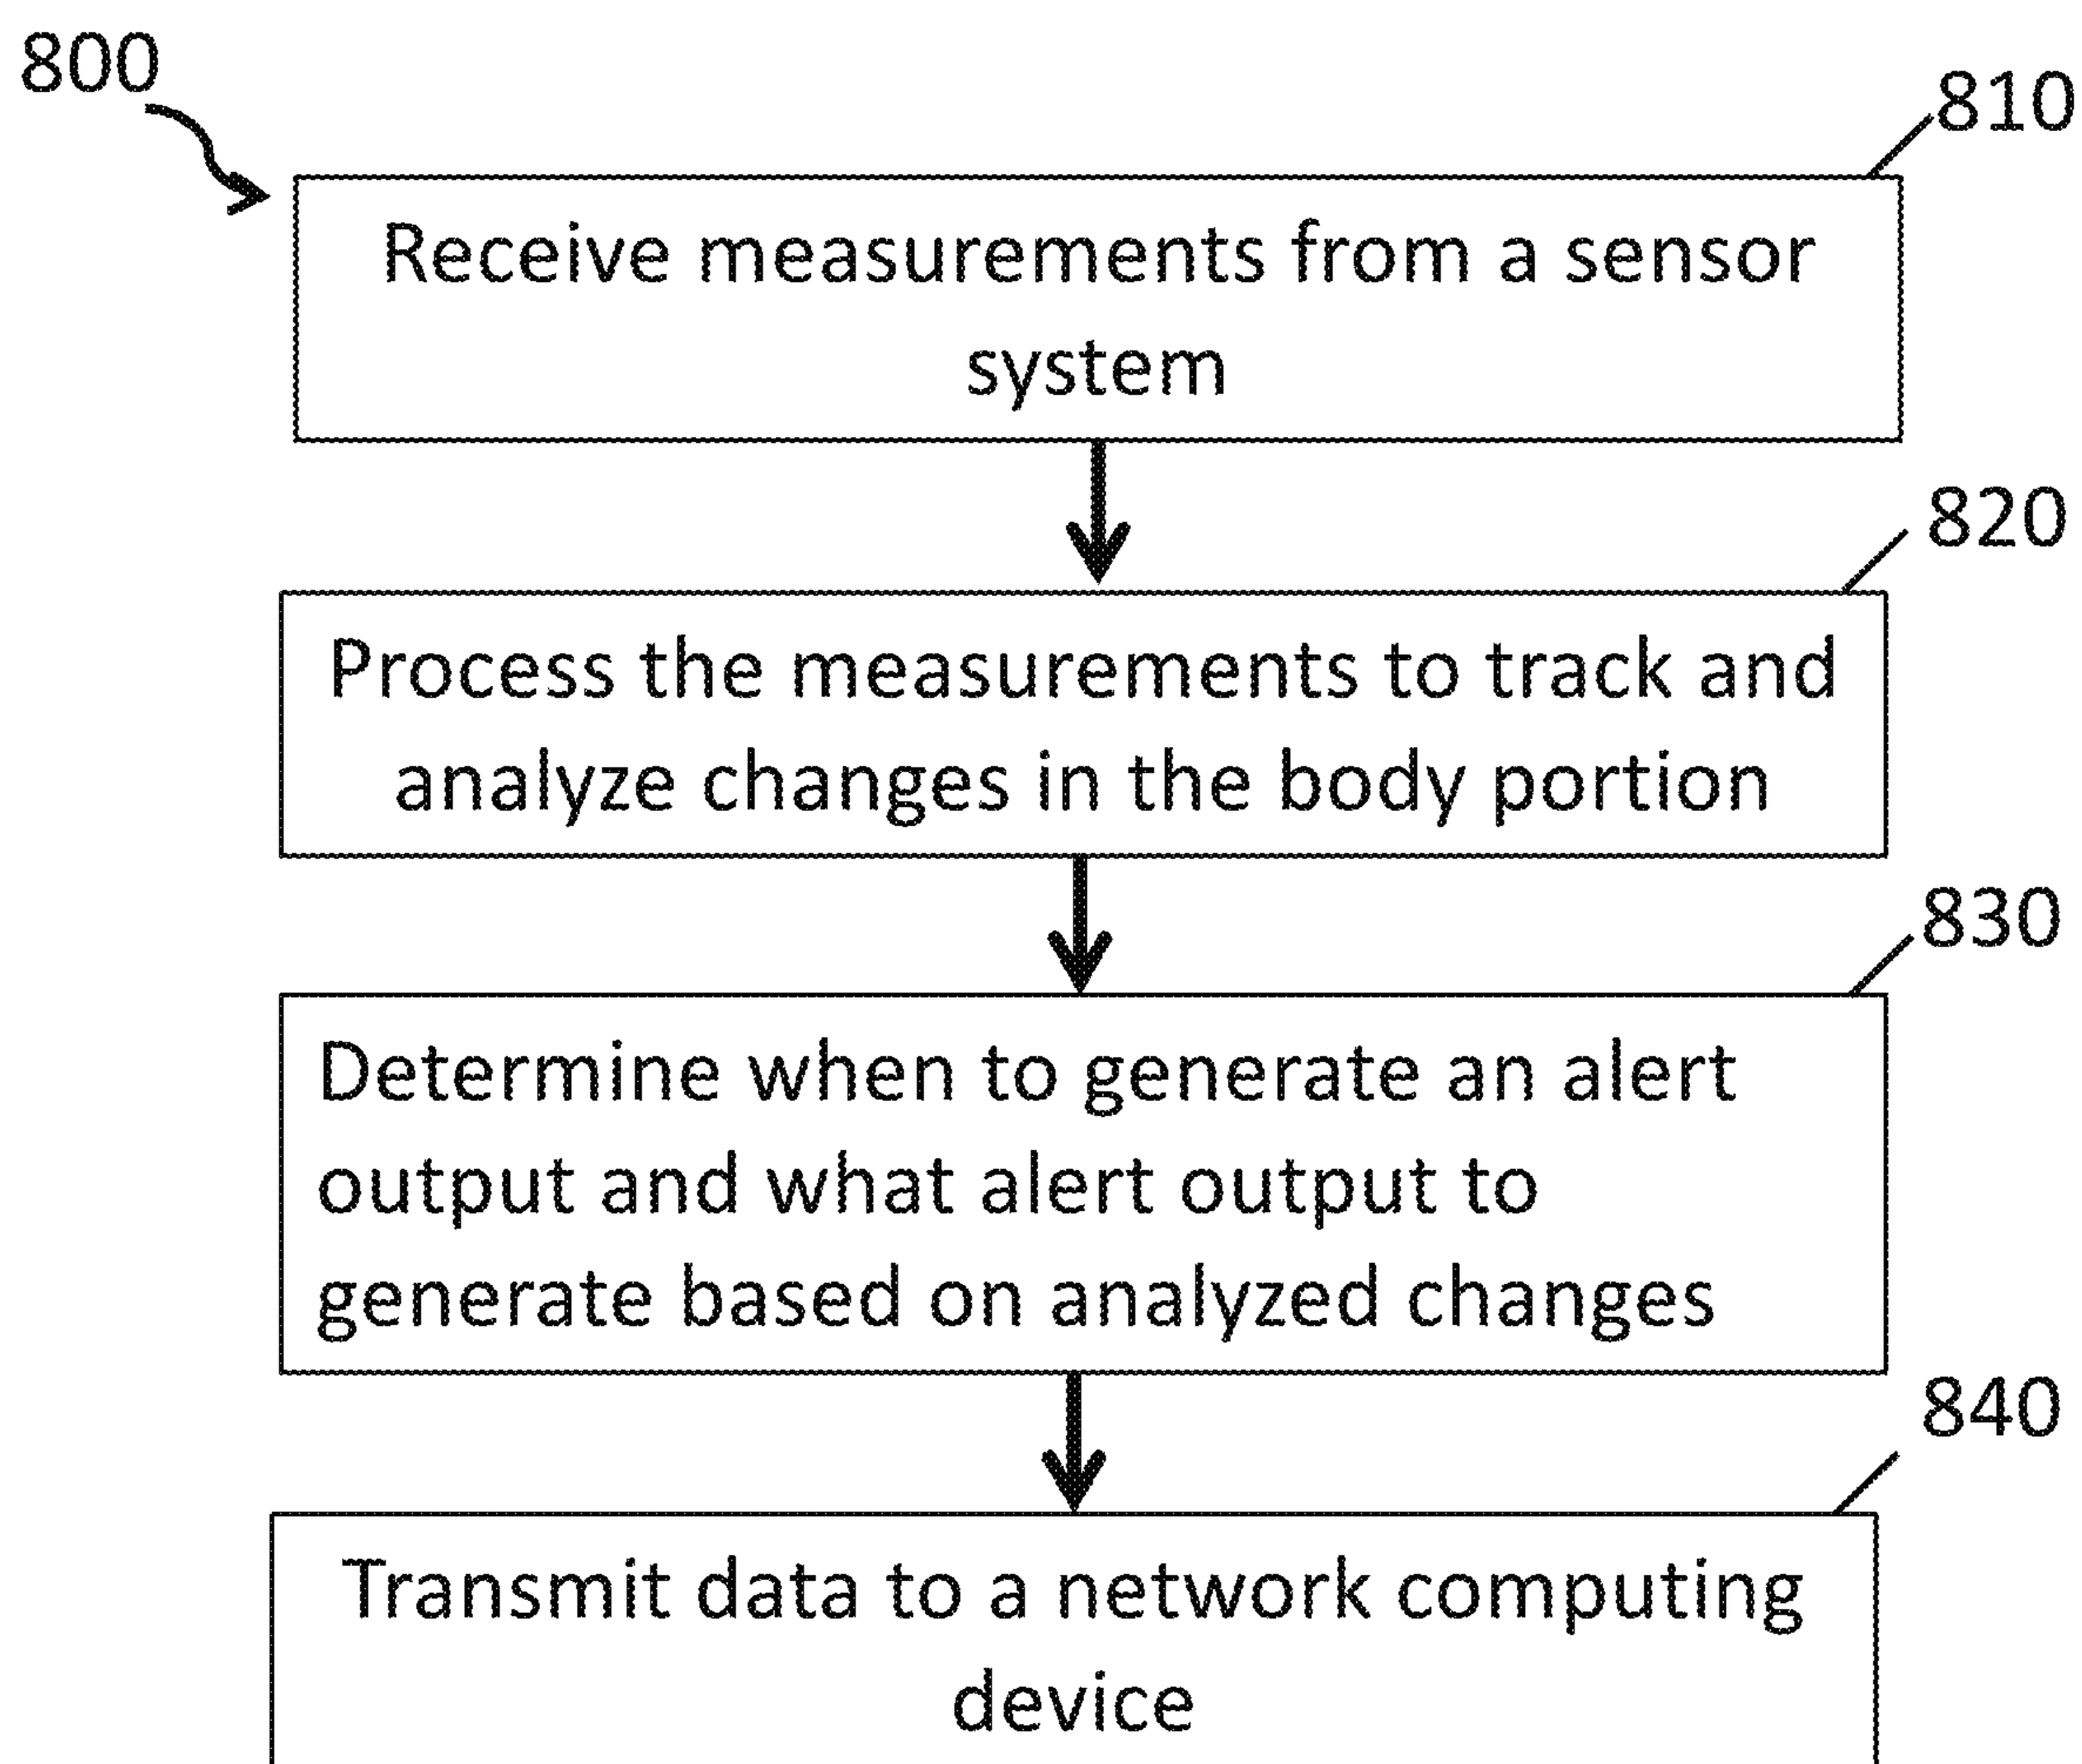 800
810
Receive measurements from a sensor
system
820
Process the measurements to track and
analyze changes in the body portion
830
Determine when to generate an alert
output and what alert output to
generate based on analyzed changes
840
Transmit data to a network computing
device